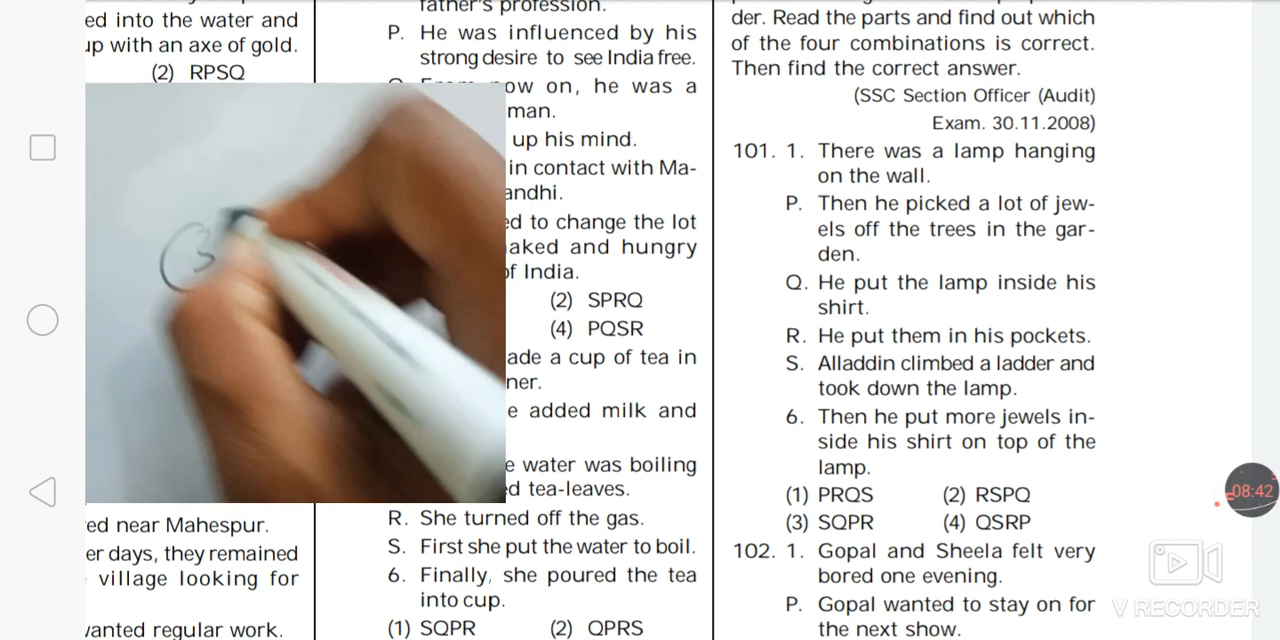 ed into the water and
up with an axe of gold.
(2) RPSQ
ed near Mahespur.
er days, they remained
village looking for
wanted regular work.
father's profession.
P. He was influenced by his
strong desire to see India free.
now on, he was a
man.
up his mind.
in contact with Ma-
andhi.
ed to change the lot
naked and hungry
of India.
(2) SPRQ
(4) PQSR
ade a cup of tea in
ner.
e added milk and
e water was boiling
d tea-leaves.
R. She turned off the gas.
S. First she put the water to boil.
6. Finally, she poured the tea
into cup.
(1) SQPR (2) QPRS
der. Read the parts and find out which
of the four combinations is correct.
Then find the correct answer.
(SSC Section Officer (Audit)
Exam. 30.11.2008)
101. 1. There was a lamp hanging
on the wall.
P. Then he picked a lot of jew-
els off the trees in the gar-
den.
Q. He put the lamp inside his
shirt.
R. He put them in his pockets.
S. Alladdin climbed a ladder and
took down the lamp.
6. Then he put more jewels in-
side his shirt on top of the
lamp.
(1) PRQS (2) RSPQ
(3) SQPR (4) QSRP
102. 1. Gopal and Sheela felt very
bored one evening.
P. Gopal wanted to stay on for
the next show.
(3
08:42
V RECORDER